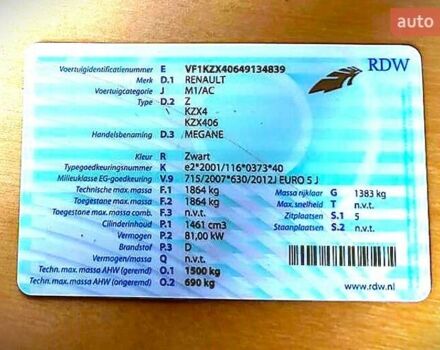 auto
RDW
Voertuigidentificatienummer E VF1KZX40649134839
Merk D.1 RENAULT
Voertuigcategorie J M1/AC
Type D.2 Z
KZX4
KZX406
Handelsbenaming D.3 MEGANE
Kleur R Zwart
Typegoedkeuringsnummer K e2*2001/116*0373*40
Milieuklasse EG-goedkeuring V.9 715/2007*630/2012J EURO 5 J
Technische max. massa F.1 1864 kg Massa rijklaar G 1383 kg
Toegestane max. massa F.2 1864 kg Max. snelheid T n.v.t.
Toegestane max. massa comb. F.3 n.v.t. Zitplaatsen S.1 5
Cilinderinhoud P.1 1461 cm3 Staanplaatsen S.2 n.v.t.
Vermogen P.2 81,00 kW
Brandstof P.3 D
Vermogen/massa Q n.v.t.
Techn. max. massa AHW (geremd) O.1 1500 kg
Techn. max. massa AHW (ongeremd) O.2 690 kg
www.rdw.nl